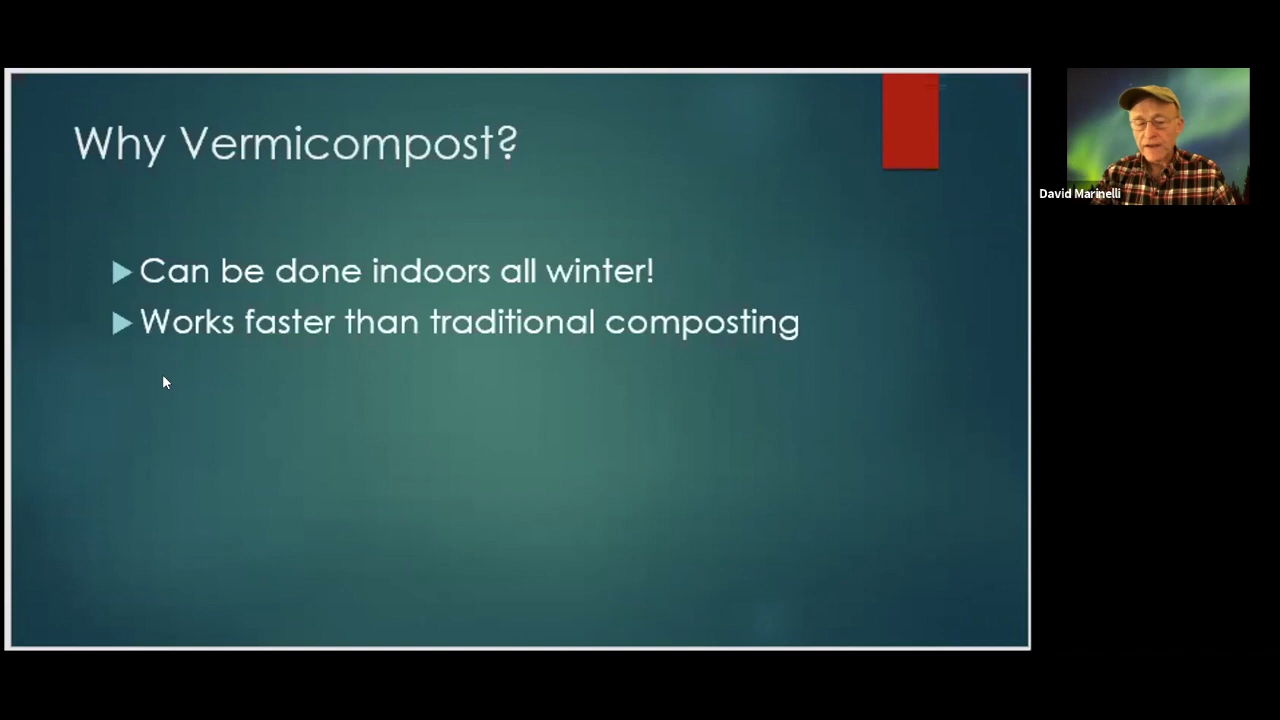 Why Vermicompost?
Can be done indoors all winter!
Works faster than traditional composting
David Marinelli